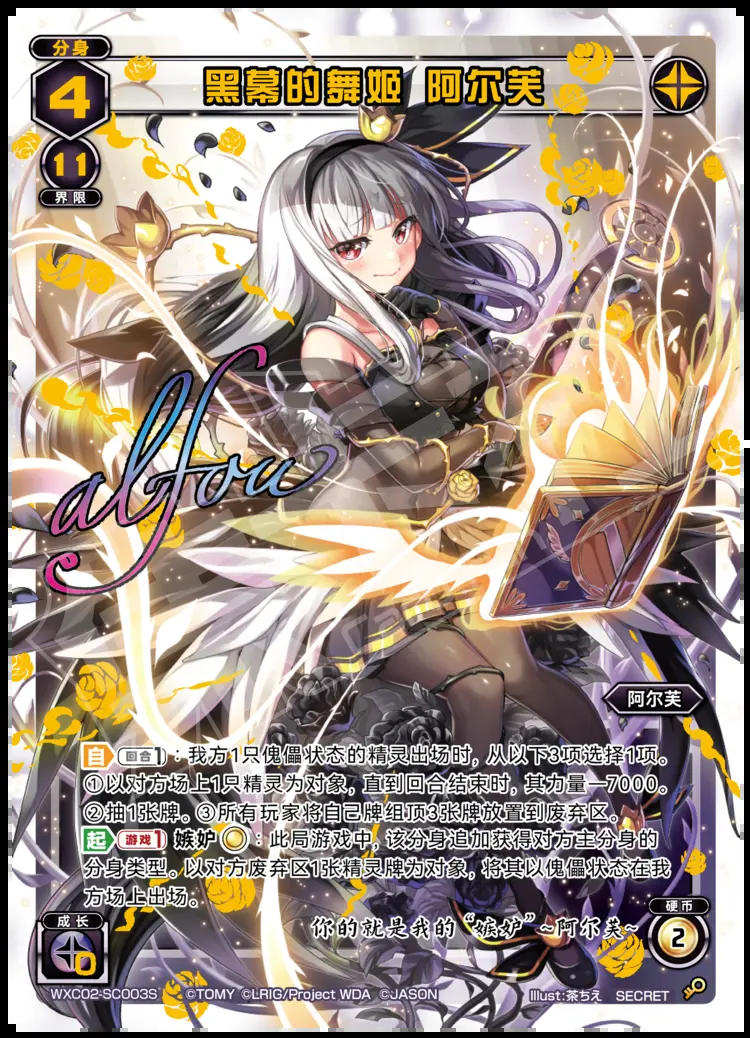 分身
4
黑幕的舞姬 阿尔芙
11
界限
alfou
阿尔芙
自 回合1：我方1只傀儡状态的精灵出场时，从以下3项选择1项。
①以对方场上1只精灵为对象，直到回合结束时，其力量－7000。
②抽1张牌。③所有玩家将自己牌组顶3张牌放置到废弃区。
起 游戏1 嫉妒：此局游戏中，该分身追加获得对方主分身的
分身类型。以对方废弃区1张精灵牌为对象，将其以傀儡状态在我
方场上出场。
你的就是我的“嫉妒”~阿尔芙~
成长
0
硬币
2
WXC02-SC003S ©TOMY ©LRIG/Project WDA ©JASON Illust:茶ちえ SECRET